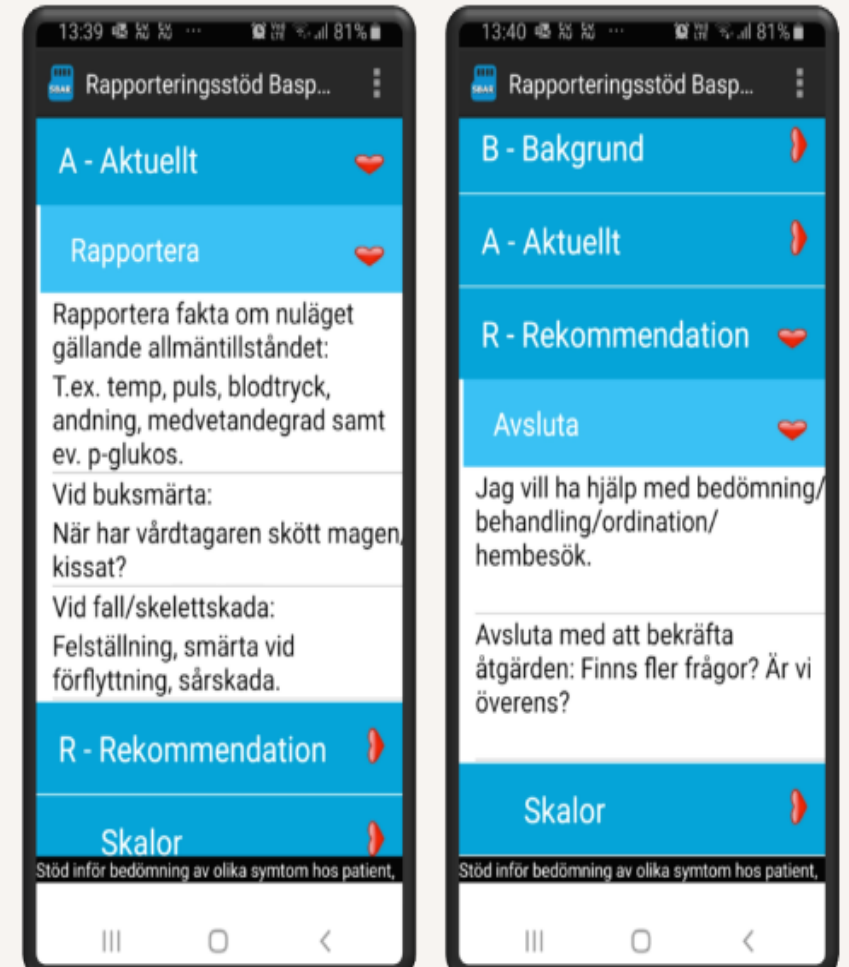 13:39 81%
SBAR
Rapporteringsstöd Basp...
A - Aktuellt
Rapportera
Rapportera fakta om nuläget
gällande allmäntillståndet:
T.ex. temp, puls, blodtryck,
andning, medvetandegrad samt
ev. p-glukos.
Vid buksmärta:
När har vårdtagaren skött magen,
kissat?
Vid fall/skelettskada:
Felställning, smärta vid
förflyttning, sårskada.
R - Rekommendation
Skalor
Stöd inför bedömning av olika symtom hos patient,
13:40 81%
SBAR
Rapporteringsstöd Basp...
B - Bakgrund
A - Aktuellt
R - Rekommendation
Avsluta
Jag vill ha hjälp med bedömning/
behandling/ordination/
hembesök.
Avsluta med att bekräfta
åtgärden: Finns fler frågor? Är vi
överens?
Skalor
Stöd inför bedömning av olika symtom hos patient,